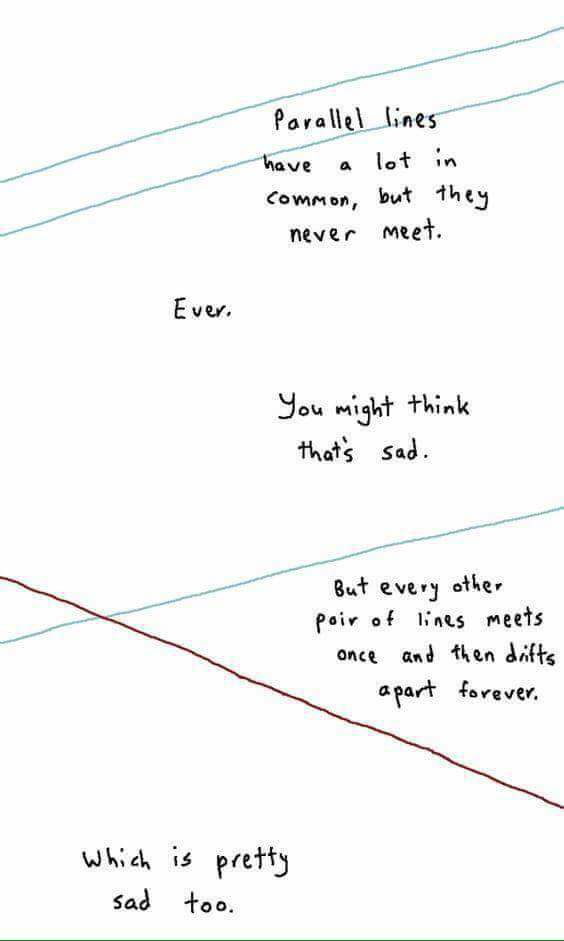 Parallel lines
have a lot in
common, but they
never meet.
Ever.
You might think
that's sad.
But every other
pair of lines meets
once and then drifts
apart forever.
Which is pretty
sad too.